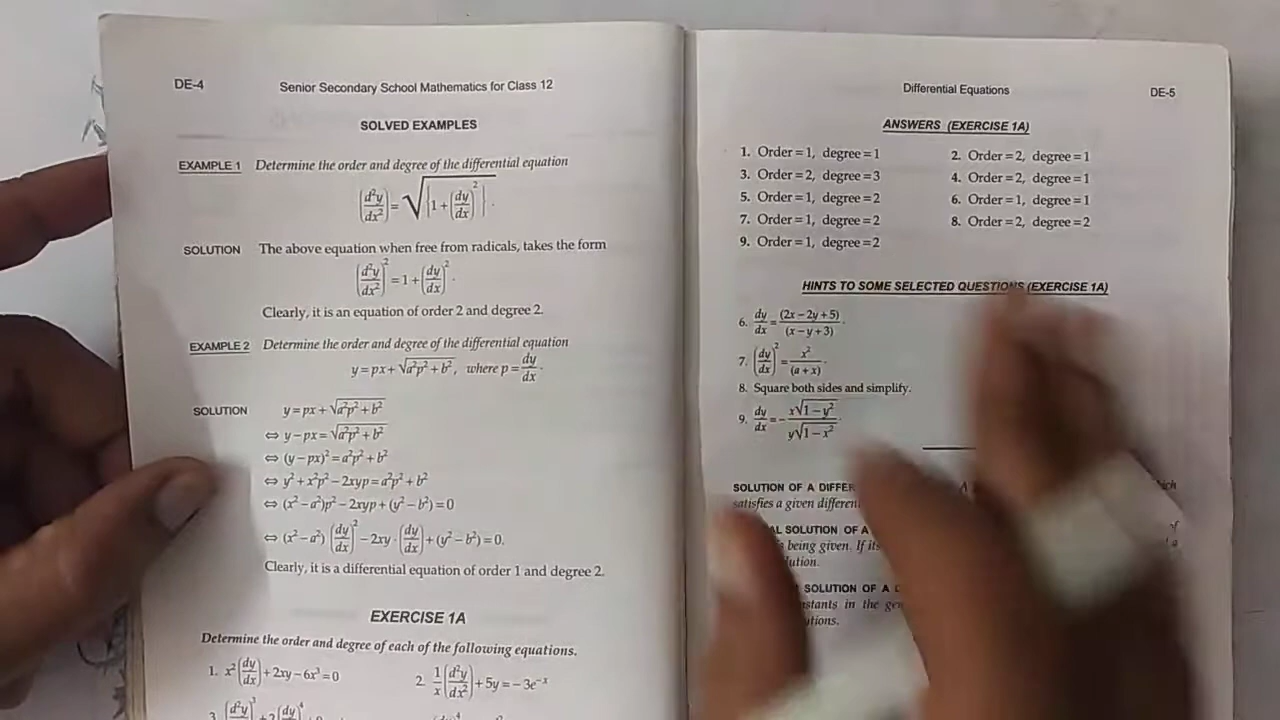 DE-4
Senior Secondary School Mathematics for Class 12
SOLVED EXAMPLES
EXAMPLE 1 Determine the order and degree of the differential equation
(d²y/dx²) = √{1 + (dy/dx)²}.
SOLUTION The above equation when free from radicals, takes the form
(d²y/dx²)² = 1 + (dy/dx)².
Clearly, it is an equation of order 2 and degree 2.
EXAMPLE 2 Determine the order and degree of the differential equation
y = px + √(a²p² + b²), where p = dy/dx.
SOLUTION y = px + √(a²p² + b²)
⇔ y − px = √(a²p² + b²)
⇔ (y − px)² = a²p² + b²
⇔ y² + x²p² − 2xyp = a²p² + b²
⇔ (x² − a²)p² − 2xyp + (y² − b²) = 0
⇔ (x² − a²) (dy/dx)² − 2xy · (dy/dx) + (y² − b²) = 0.
Clearly, it is a differential equation of order 1 and degree 2.
EXERCISE 1A
Determine the order and degree of each of the following equations.
1. x² (dy/dx) + 2xy − 6x³ = 0
2. 1/x (d²y/dx²) + 5y = −3e⁻ˣ
3.
Differential Equations
DE-5
ANSWERS (EXERCISE 1A)
1. Order = 1, degree = 1 2. Order = 2, degree = 1
3. Order = 2, degree = 3 4. Order = 2, degree = 1
5. Order = 1, degree = 2 6. Order = 1, degree = 1
7. Order = 1, degree = 2 8. Order = 2, degree = 2
9. Order = 1, degree = 2
HINTS TO SOME SELECTED QUESTIONS (EXERCISE 1A)
6. dy/dx = (2x − 2y + 5)/(x − y + 3).
7. (dy/dx)² = x²/(a + x).
8. Square both sides and simplify.
9. dy/dx = − x√(1 − y²)/y√(1 − x²).
SOLUTION OF A DIFFER
satisfies a given
SOLUTION OF A
being given. If its
SOLUTION OF A
in the